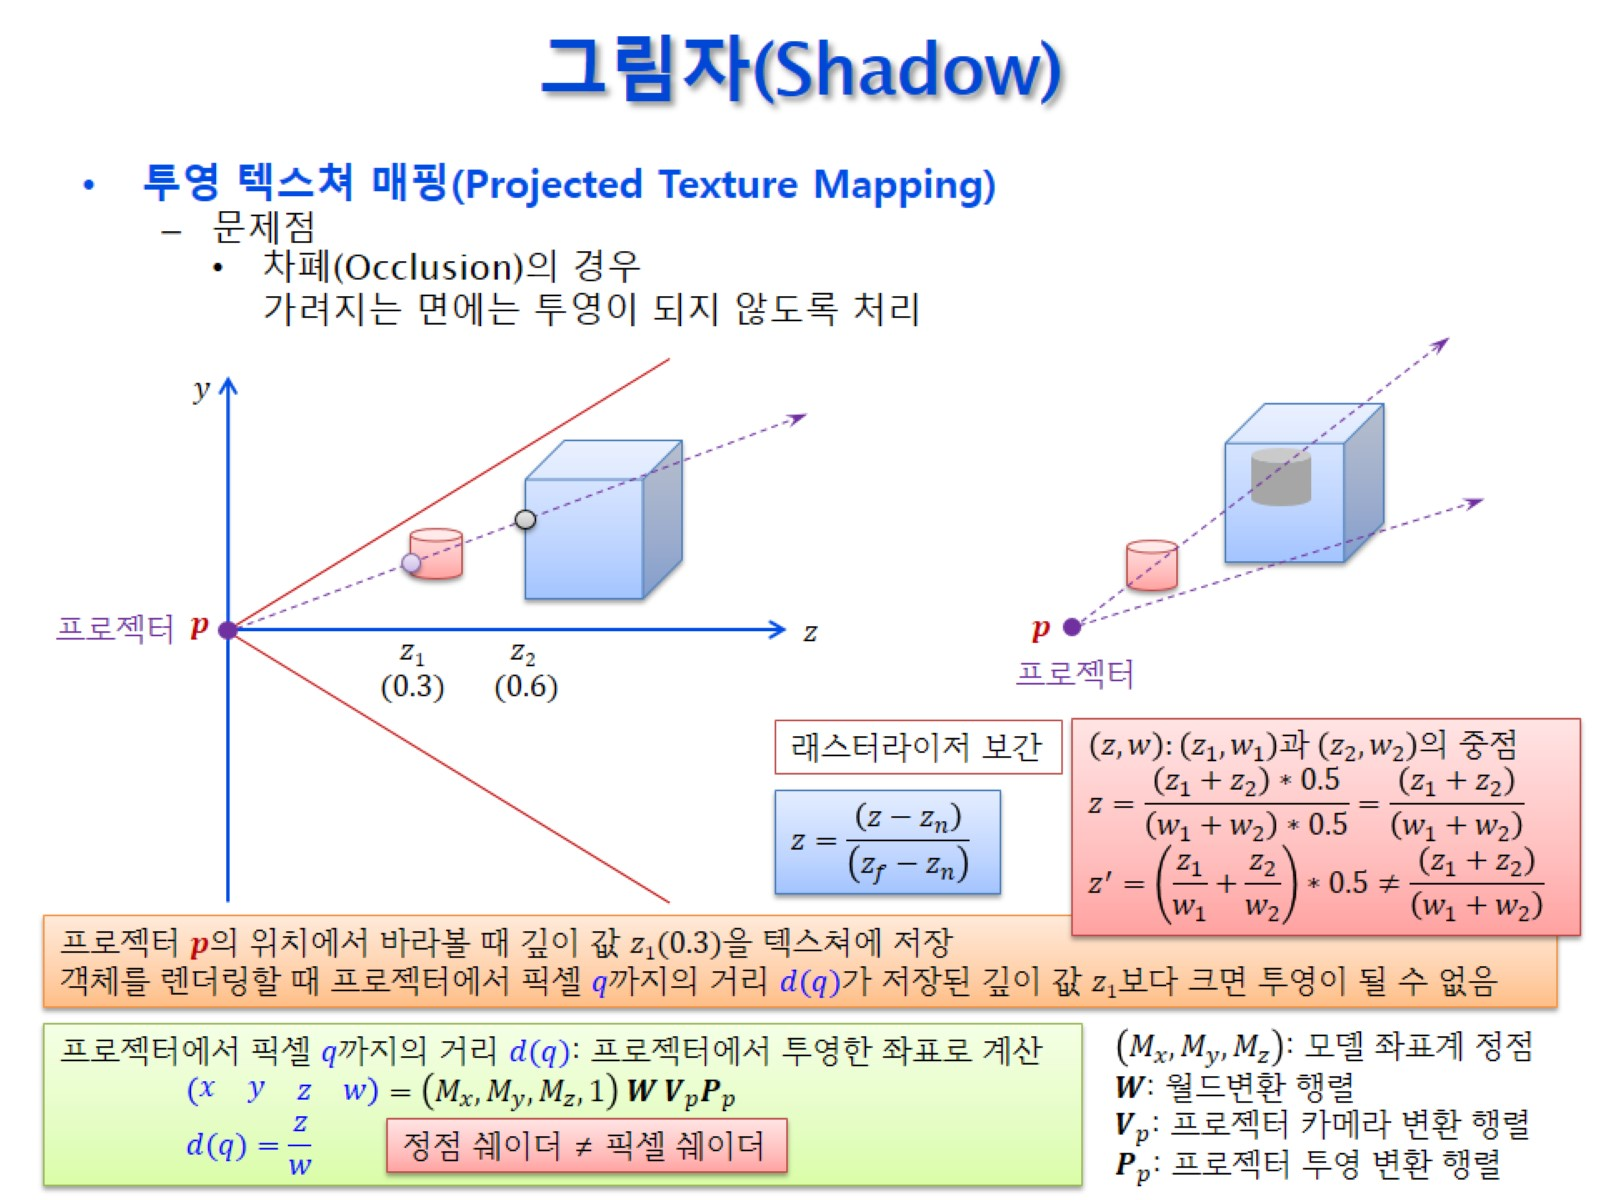 그림자(Shadow)
• 투영 텍스쳐 매핑(Projected Texture Mapping)
– 문제점
• 차폐(Occlusion)의 경우
가려지는 면에는 투영이 되지 않도록 처리
y
프로젝터 p
z
z₁ z₂
(0.3) (0.6)
p
프로젝터
래스터라이저 보간
z = (z − zₙ) / (z_f − zₙ)
(z, w): (z₁, w₁)과 (z₂, w₂)의 중점
z = (z₁ + z₂) * 0.5 / (w₁ + w₂) * 0.5 = (z₁ + z₂) / (w₁ + w₂)
z′ = (z₁/w₁ + z₂/w₂) * 0.5 ≠ (z₁ + z₂) / (w₁ + w₂)
프로젝터 p의 위치에서 바라볼 때 깊이 값 z₁(0.3)을 텍스쳐에 저장
객체를 렌더링할 때 프로젝터에서 픽셀 q까지의 거리 d(q)가 저장된 깊이 값 z₁보다 크면 투영이 될 수 없음
프로젝터에서 픽셀 q까지의 거리 d(q): 프로젝터에서 투영한 좌표로 계산
(x y z w) = (Mₓ, M_y, M_z, 1) W VₚPₚ
d(q) = z/w
정점 쉐이더 ≠ 픽셀 쉐이더
(Mₓ, M_y, M_z): 모델 좌표계 정점
W: 월드변환 행렬
Vₚ: 프로젝터 카메라 변환 행렬
Pₚ: 프로젝터 투영 변환 행렬